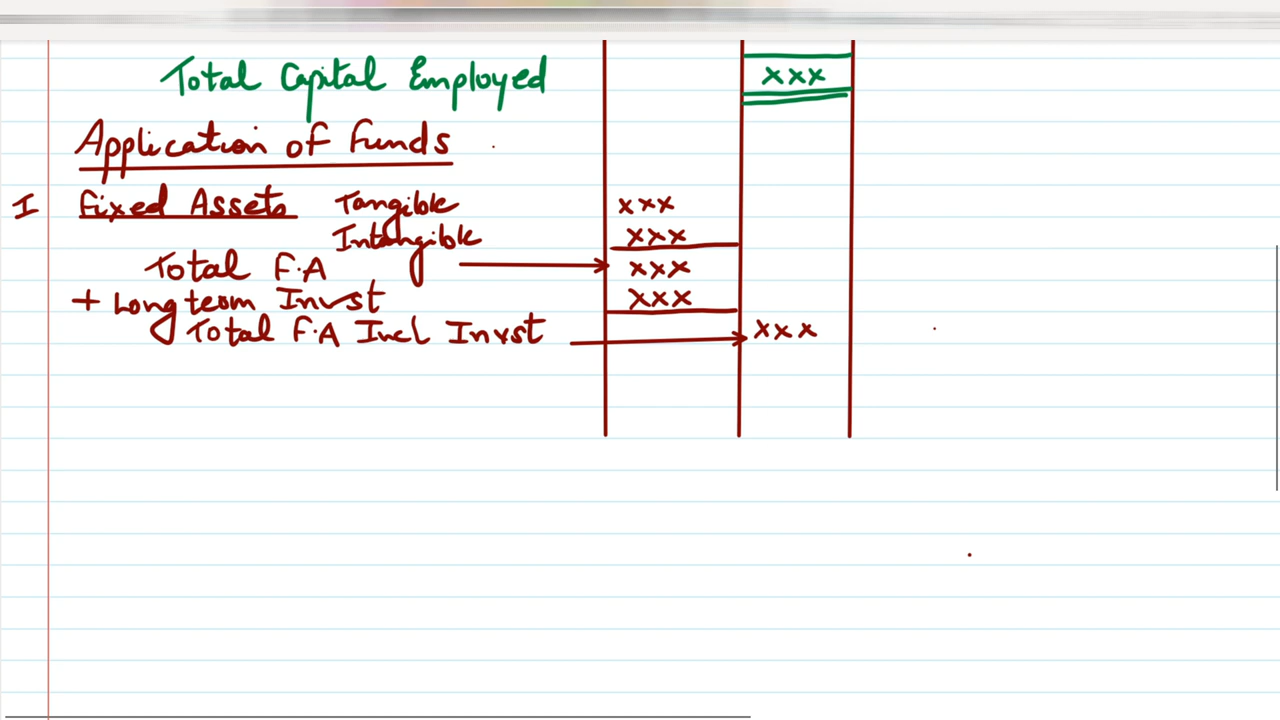 Total Capital Employed xxx
Application of Funds
I Fixed Assets Tangible xxx
Intangible xxx
Total F.A xxx
+ Long term Invst xxx
Total F.A Incl Invst xxx